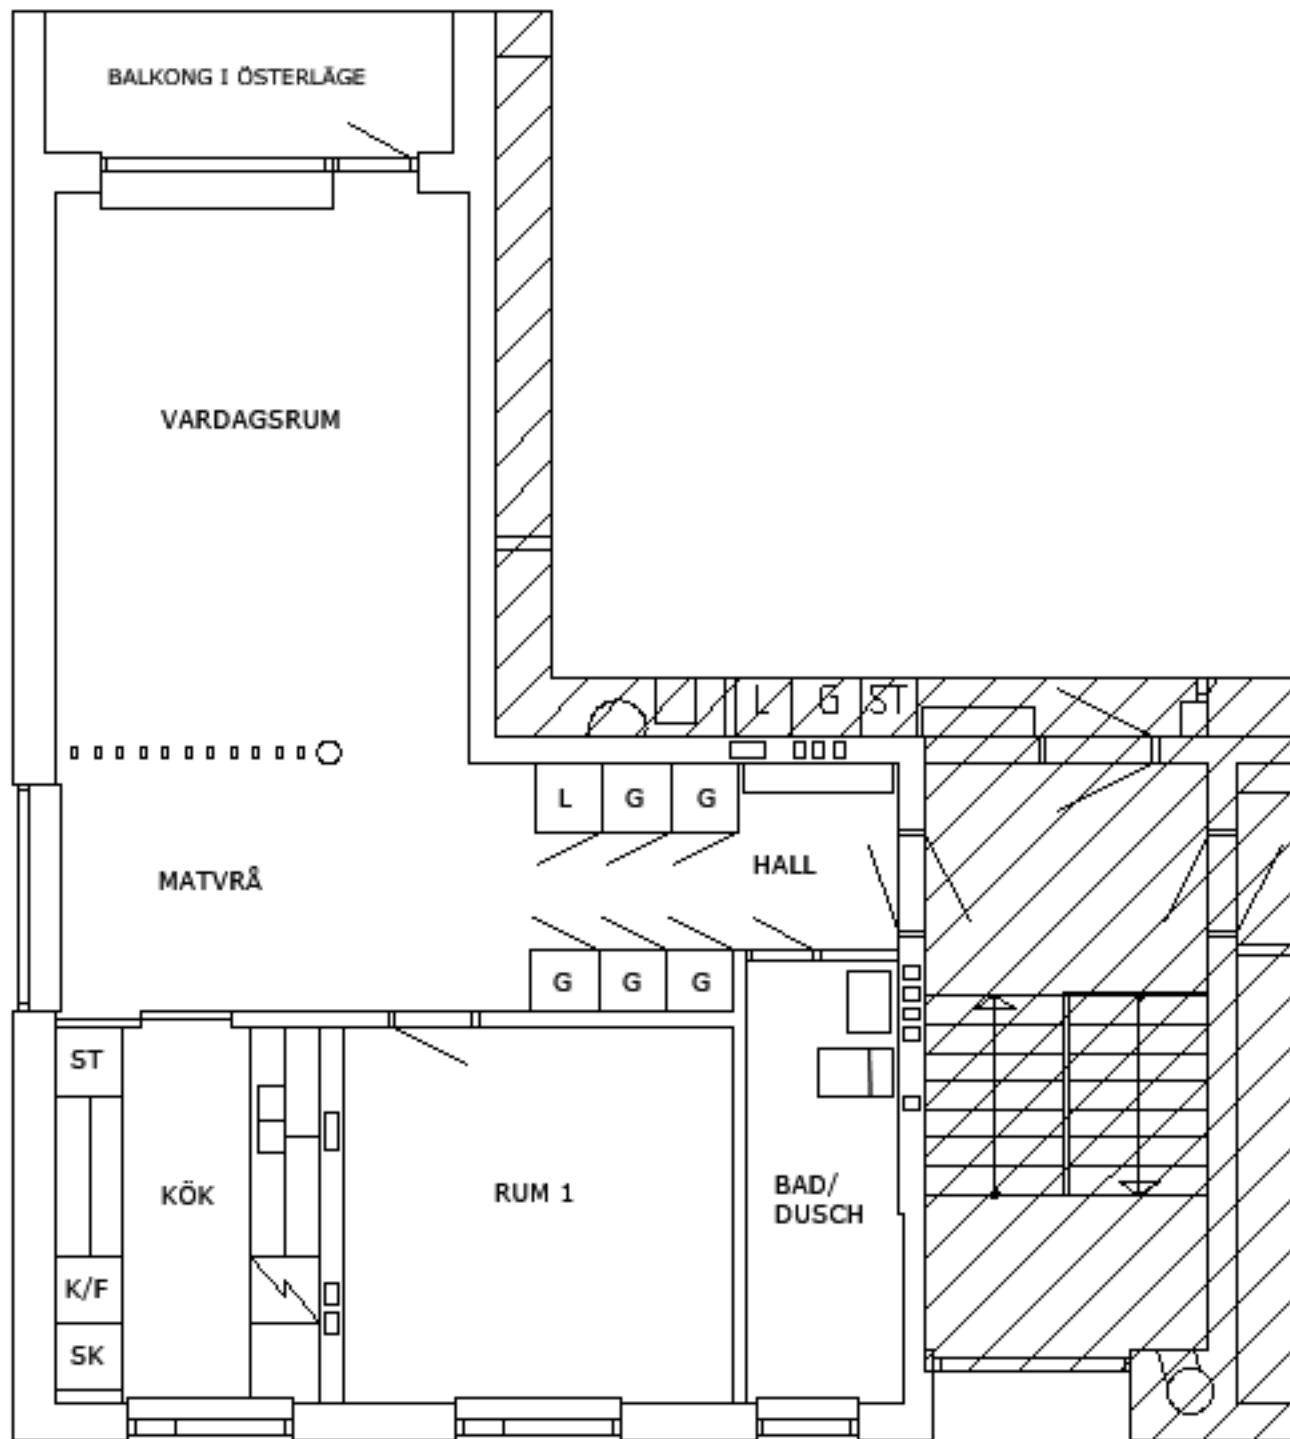 BALKONG I ÖSTERLÄGE
VARDAGSRUM
L G ST
L G G
HALL
MATVRÅ
G G G
ST
KÖK
RUM 1
BAD/
DUSCH
K/F
SK